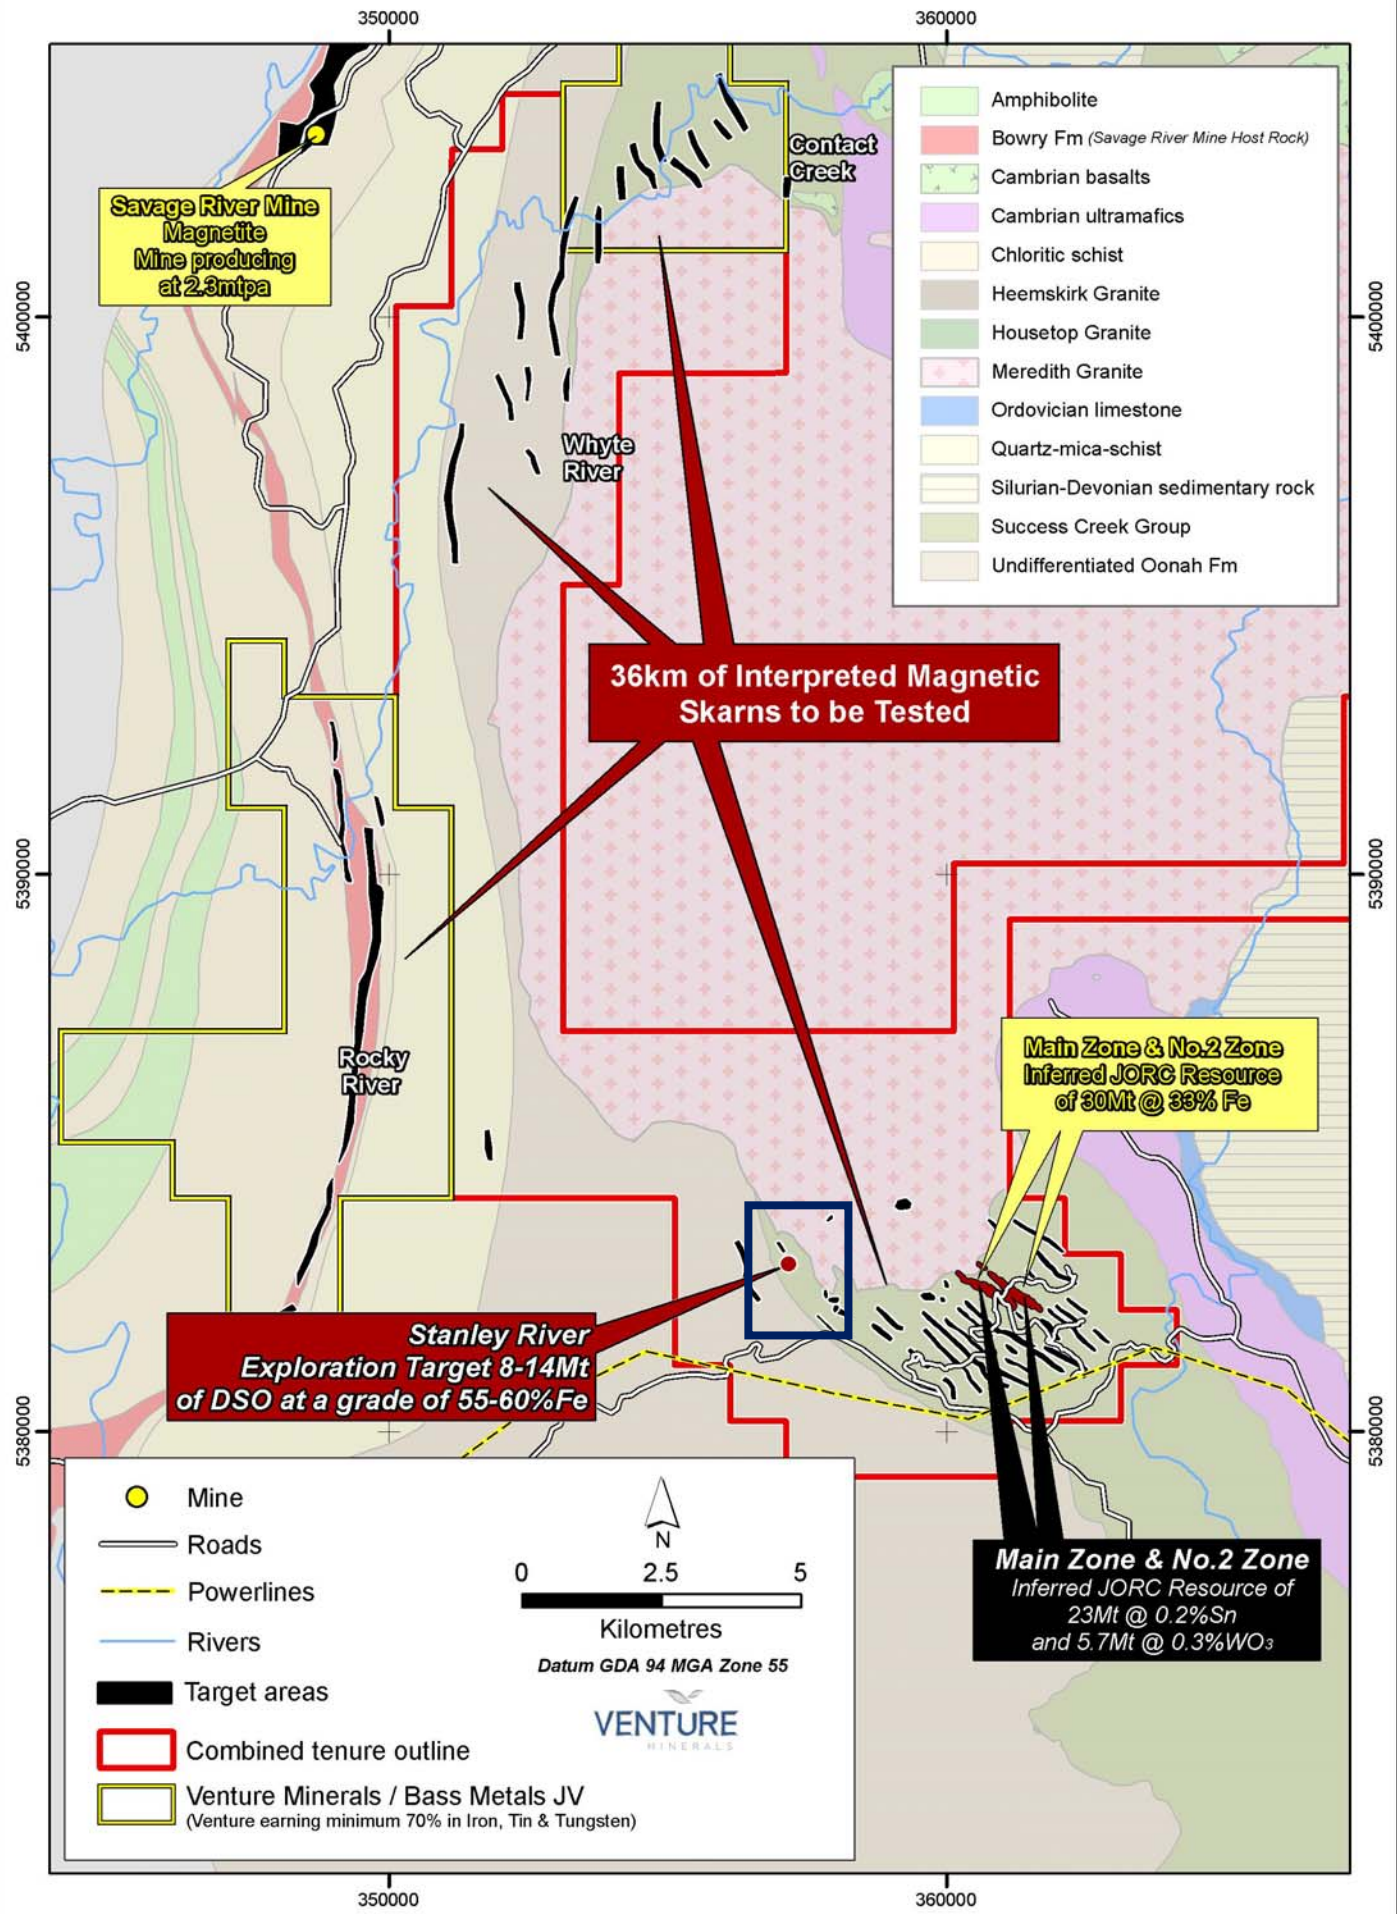 350000
360000
Amphibolite
Bowry Fm (Savage River Mine Host Rock)
Cambrian basalts
Cambrian ultramafics
Chloritic schist
Heemskirk Granite
Housetop Granite
Meredith Granite
Ordovician limestone
Quartz-mica-schist
Silurian-Devonian sedimentary rock
Success Creek Group
Undifferentiated Oonah Fm
Contact
Creek
Savage River Mine
Magnetite
Mine producing
at 2.3mtpa
5400000
5400000
Whyte
River
36km of Interpreted Magnetic
Skarns to be Tested
5390000
5390000
Rocky
River
Main Zone & No.2 Zone
Inferred JORC Resource
of 30Mt @ 33% Fe
Stanley River
Exploration Target 8-14Mt
of DSO at a grade of 55-60%Fe
5380000
5380000
Mine
Roads
Powerlines
Rivers
Target areas
Combined tenure outline
Venture Minerals / Bass Metals JV
(Venture earning minimum 70% in Iron, Tin & Tungsten)
N
0 2.5 5
Kilometres
Datum GDA 94 MGA Zone 55
VENTURE
MINERALS
Main Zone & No.2 Zone
Inferred JORC Resource of
23Mt @ 0.2%Sn
and 5.7Mt @ 0.3%WO3
350000
360000